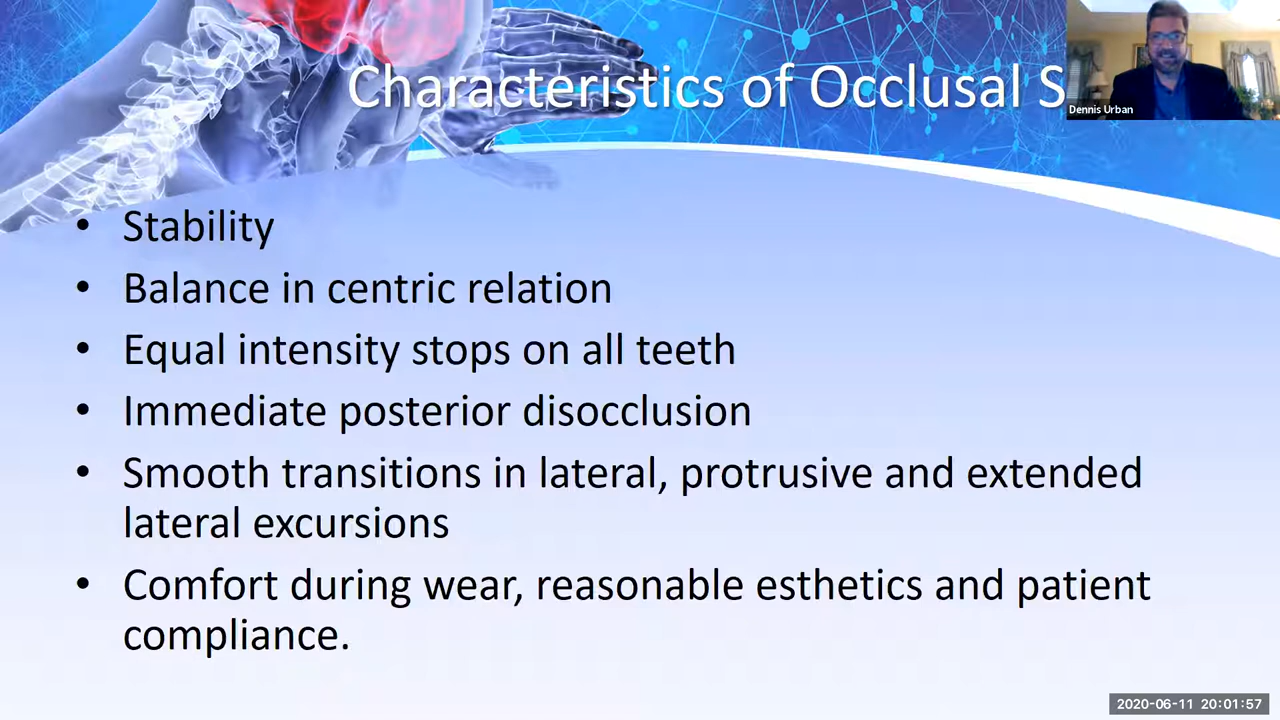 Characteristics of Occlusal S
Dennis Urban
• Stability
• Balance in centric relation
• Equal intensity stops on all teeth
• Immediate posterior disocclusion
• Smooth transitions in lateral, protrusive and extended
lateral excursions
• Comfort during wear, reasonable esthetics and patient
compliance.
2020-06-11 20:01:57